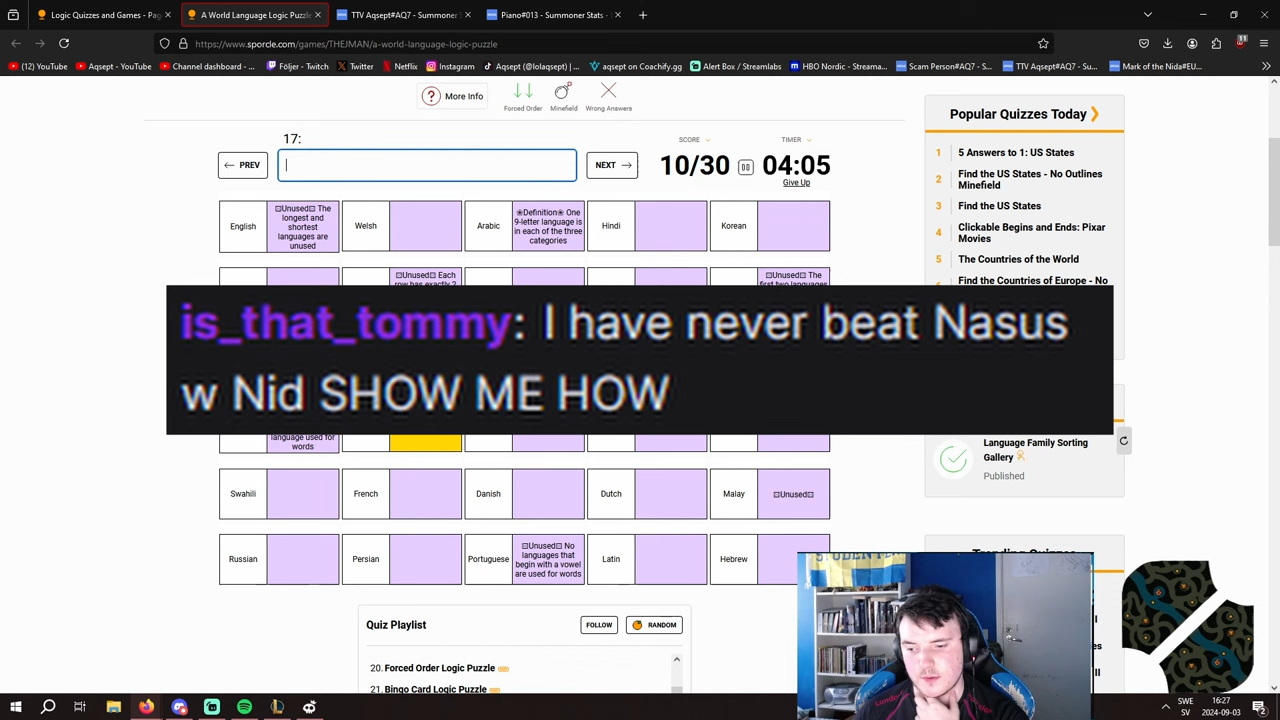 Logic Quizzes and Games - Pag
A World Language Logic Puzzle
TTV Aqsept#AQ7 - Summoner
Piano#013 - Summoner Stats -
https://www.sporcle.com/games/THEJMAN/a-world-language-logic-puzzle
11
(12) YouTube
Aqsept - YouTube
Channel dashboard -
Följer - Twitch
Twitter
Netflix
Instagram
Aqsept (@lolaqsept) |
aqsept on Coachify.gg
Alert Box / Streamlabs
HBO Nordic - Streama...
Scam Person#AQ7 - S...
TTV Aqsept#AQ7 - Su...
Mark of the Nida#EU...
? More Info
Forced Order
Minefield
Wrong Answers
17:
PREV
NEXT
SCORE
10/30
TIMER
04:05
Give Up
English
Unused The longest and shortest languages are unused
Welsh
Arabic
Definition One 9-letter language is in each of the three categories
Hindi
Korean
Unused Each row has exactly 2
Unused The first two languages
is_that_tommy: I have never beat Nasus
w Nid SHOW ME HOW
language used for words
Swahili
French
Danish
Dutch
Malay
Unused
Russian
Persian
Portuguese
Unused No languages that begin with a vowel are used for words
Latin
Hebrew
Popular Quizzes Today
1 5 Answers to 1: US States
2 Find the US States - No Outlines Minefield
3 Find the US States
4 Clickable Begins and Ends: Pixar Movies
5 The Countries of the World
6 Find the Countries of Europe - No
Language Family Sorting Gallery
Published
Quiz Playlist
FOLLOW
RANDOM
20. Forced Order Logic Puzzle
21. Bingo Card Logic Puzzle
SWE
SV
16:27
2024-09-03
2